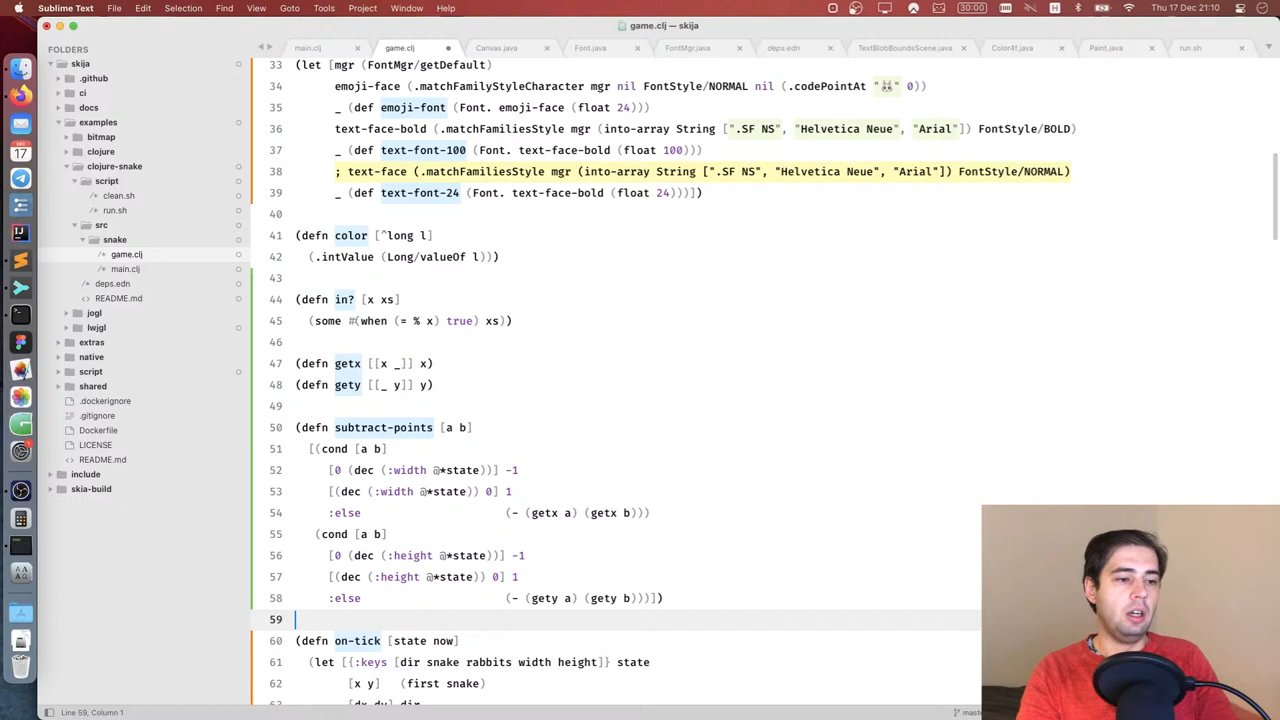 Sublime Text File Edit Selection Find View Goto Tools Project Window Help Thu 17 Dec 21:10
game.clj — skija
FOLDERS
main.clj × game.clj Canvas.java × Font.java × FontMgr.java × deps.edn × TextBlobBoundsScene.java × Color4f.java × Paint.java × run.sh ×
skija
.github
ci
docs
examples
bitmap
clojure
clojure-snake
script
clean.sh
run.sh
src
snake
game.clj
main.clj
deps.edn
README.md
jogl
lwjgl
extras
native
script
shared
.dockerignore
.gitignore
Dockerfile
LICENSE
README.md
include
skia-build
33 (let [mgr (FontMgr/getDefault)
34 emoji-face (.matchFamilyStyleCharacter mgr nil FontStyle/NORMAL nil (.codePointAt "🐰" 0))
35 _ (def emoji-font (Font. emoji-face (float 24)))
36 text-face-bold (.matchFamiliesStyle mgr (into-array String [".SF NS", "Helvetica Neue", "Arial"]) FontStyle/BOLD)
37 _ (def text-font-100 (Font. text-face-bold (float 100)))
38 ; text-face (.matchFamiliesStyle mgr (into-array String [".SF NS", "Helvetica Neue", "Arial"]) FontStyle/NORMAL)
39 _ (def text-font-24 (Font. text-face-bold (float 24)))])
40
41 (defn color [^long l]
42 (.intValue (Long/valueOf l)))
43
44 (defn in? [x xs]
45 (some #(when (= % x) true) xs))
46
47 (defn getx [[x _]] x)
48 (defn gety [[_ y]] y)
49
50 (defn subtract-points [a b]
51 [(cond [a b]
52 [0 (dec (:width @*state))] -1
53 [(dec (:width @*state)) 0] 1
54 :else (- (getx a) (getx b)))
55 (cond [a b]
56 [0 (dec (:height @*state))] -1
57 [(dec (:height @*state)) 0] 1
58 :else (- (gety a) (gety b)))])
59
60 (defn on-tick [state now]
61 (let [{:keys [dir snake rabbits width height]} state
62 [x y] (first snake)
[dx dy] dir
Line 59, Column 1